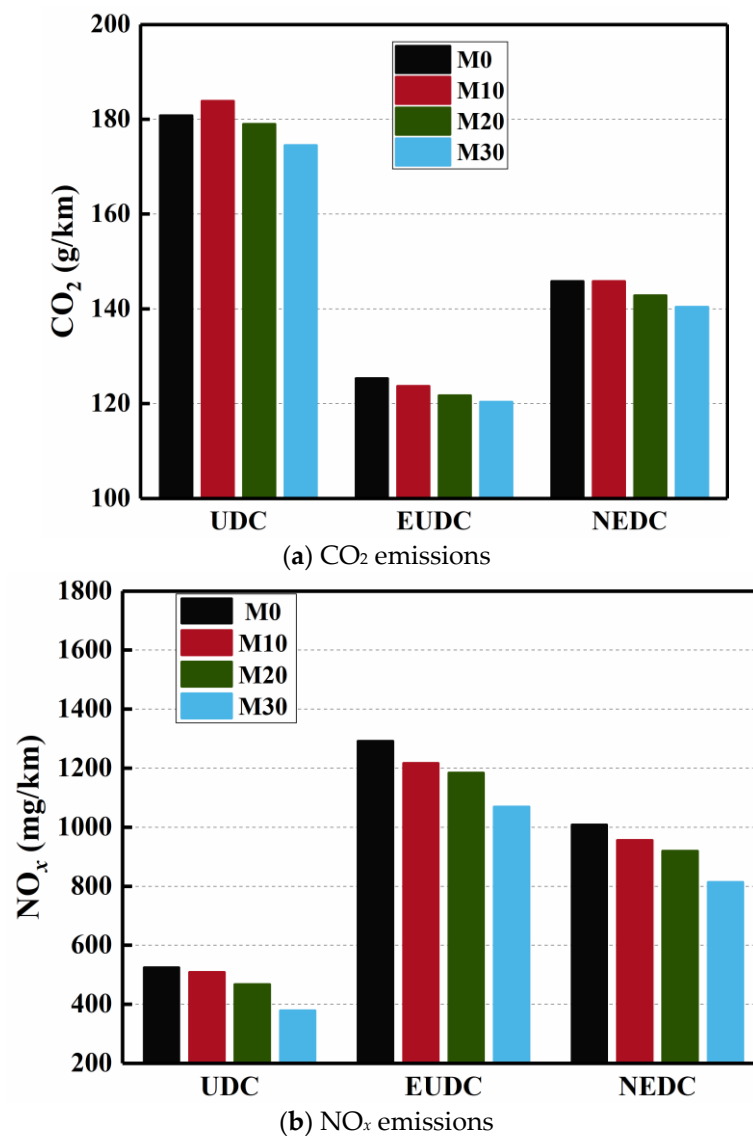 200
180
160
140
120
100
CO₂ (g/km)
M0
M10
M20
M30
UDC EUDC NEDC
(a) CO₂ emissions
1800
1600
1400
1200
1000
800
600
400
200
NOₓ (mg/km)
M0
M10
M20
M30
UDC EUDC NEDC
(b) NOₓ emissions